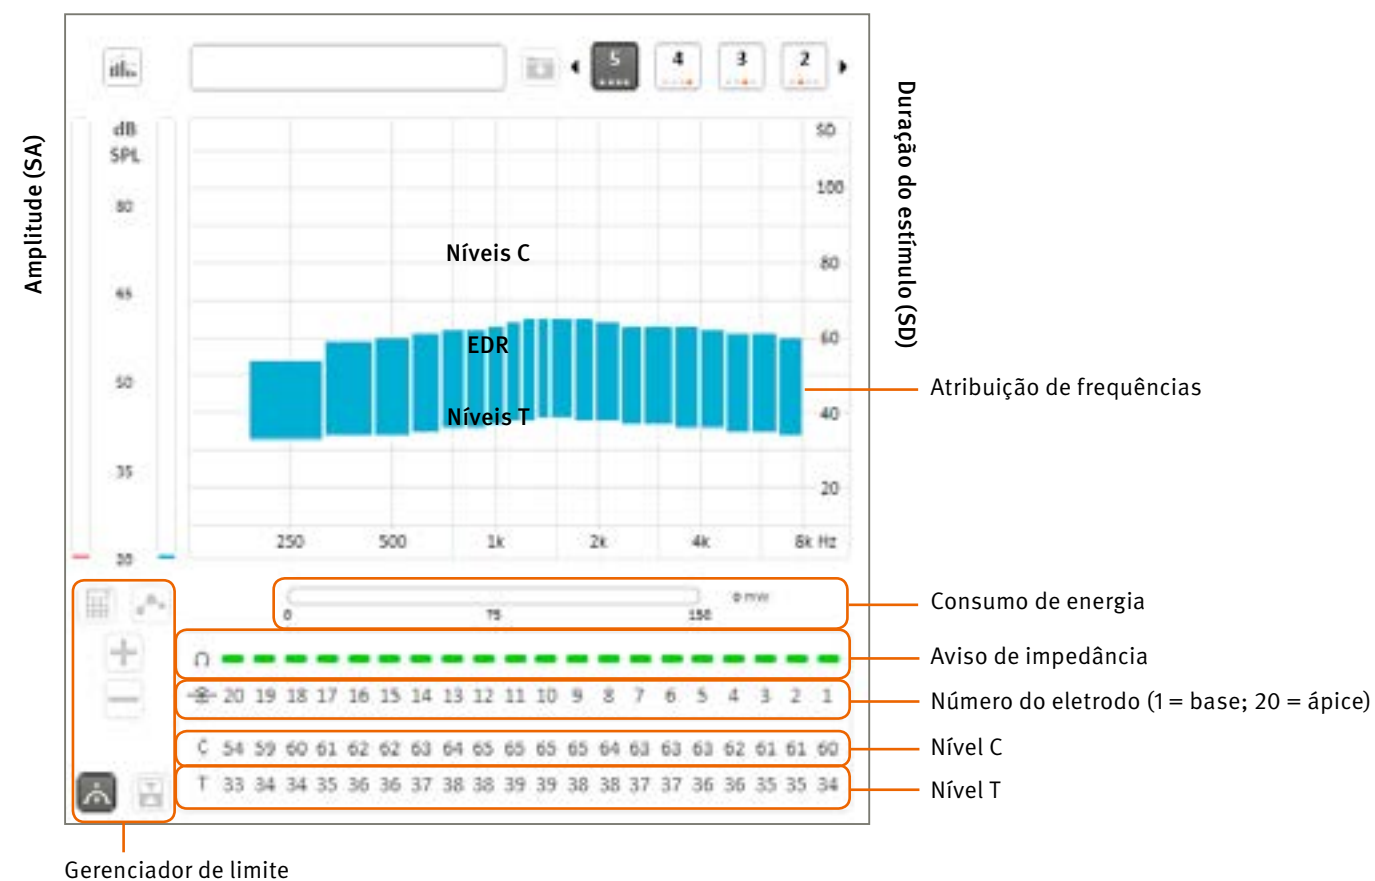 5 4 3 2
Amplitude (SA)
dB
SPL
80
65
50
35
20
SD
100
80
60
40
20
Duração do estímulo (SD)
Níveis C
EDR
Níveis T
Atribuição de frequências
250 500 1k 2k 4k 8k Hz
0 75 150
0 mW
Consumo de energia
Aviso de impedância
20 19 18 17 16 15 14 13 12 11 10 9 8 7 6 5 4 3 2 1
Número do eletrodo (1 = base; 20 = ápice)
C 54 59 60 61 62 62 63 64 65 65 65 65 64 63 63 63 62 61 61 60
Nível C
T 33 34 34 35 36 36 37 38 38 39 39 38 38 37 37 36 36 35 35 34
Nível T
Gerenciador de limite